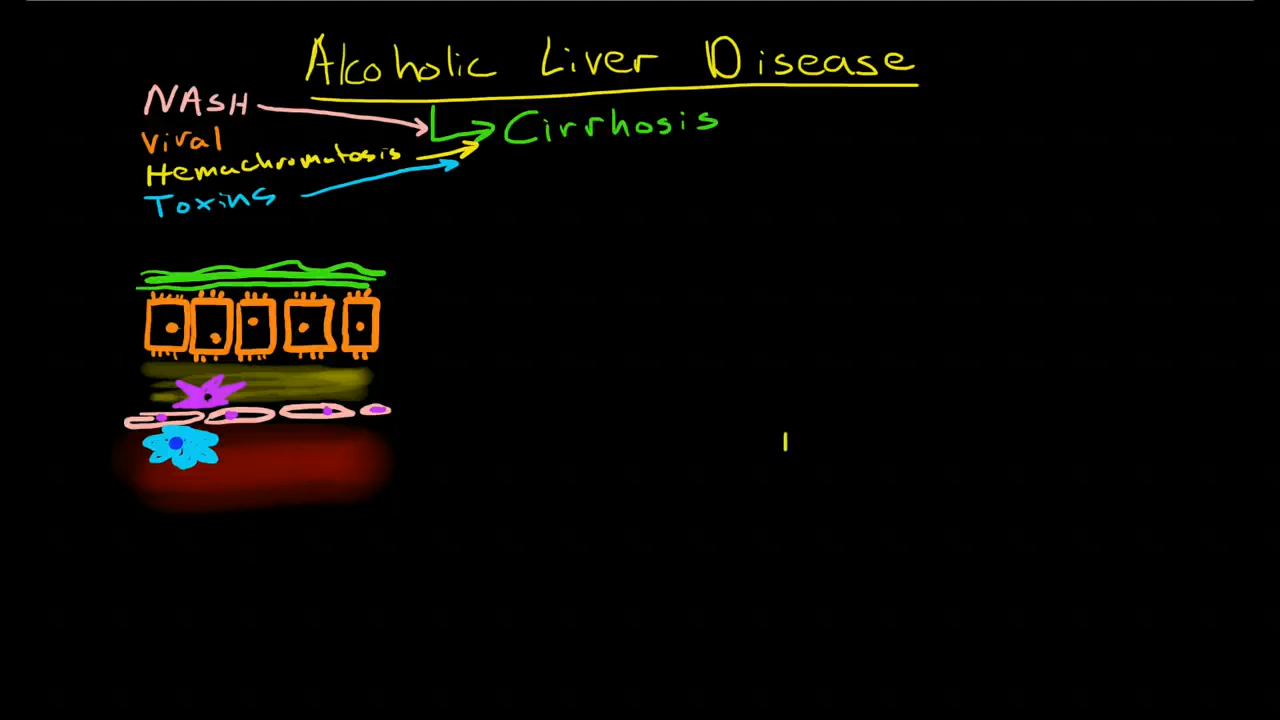 Alcoholic Liver Disease
NASH
Cirrhosis
Viral
Hemachromatosis
Toxins